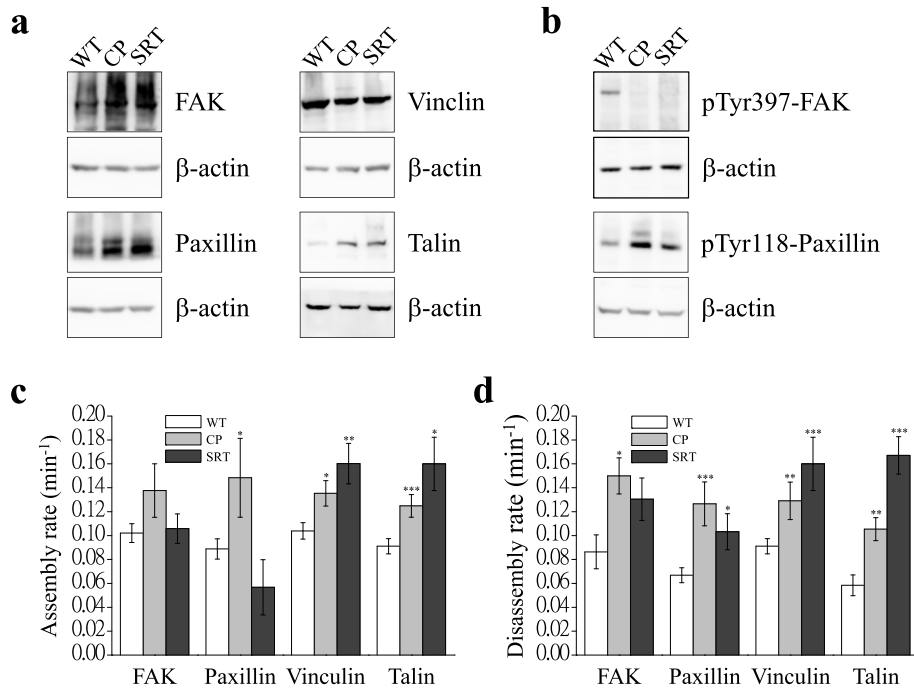 a
WT CP SRT
FAK
β-actin
Paxillin
β-actin
WT CP SRT
Vinclin
β-actin
Talin
β-actin
b
WT CP SRT
pTyr397-FAK
β-actin
pTyr118-Paxillin
β-actin
c
Assembly rate (min⁻¹)
0.20
0.18
0.16
0.14
0.12
0.10
0.08
0.06
0.04
0.02
0.00
WT
CP
SRT
* * ** *** *
FAK Paxillin Vinculin Talin
d
Disassembly rate (min⁻¹)
0.20
0.18
0.16
0.14
0.12
0.10
0.08
0.06
0.04
0.02
0.00
WT
CP
SRT
* *** * ** *** ** ***
FAK Paxillin Vinculin Talin